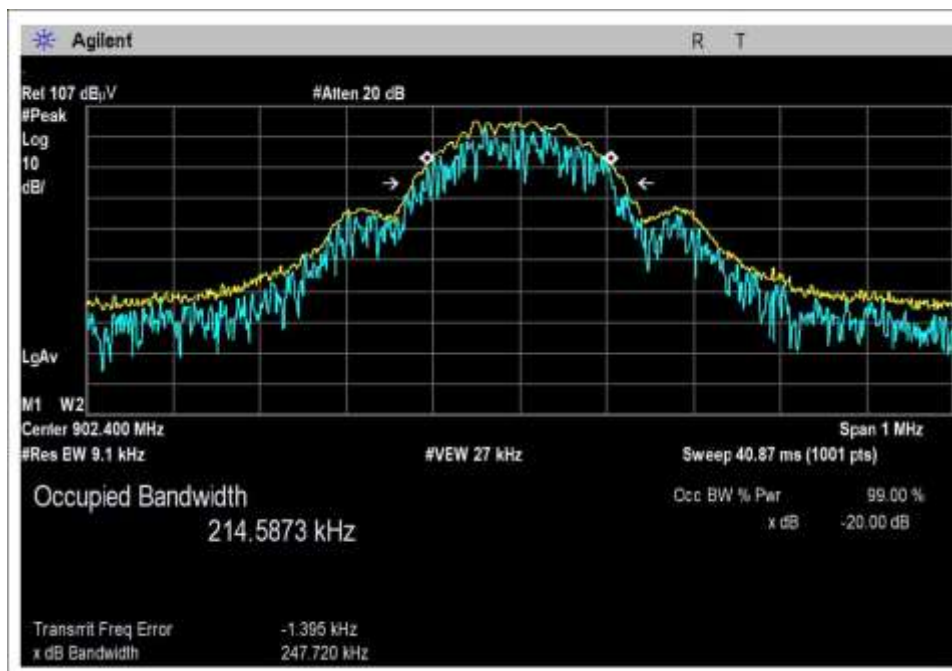 Agilent R T
Ref 107 dBµV #Atten 20 dB
#Peak
Log
10
dB/
LgAv
M1 W2
Center 902.400 MHz Span 1 MHz
#Res BW 9.1 kHz #VBW 27 kHz Sweep 40.87 ms (1001 pts)
Occupied Bandwidth Occ BW % Pwr 99.00 %
214.5873 kHz x dB -20.00 dB
Transmit Freq Error -1.395 kHz
x dB Bandwidth 247.720 kHz